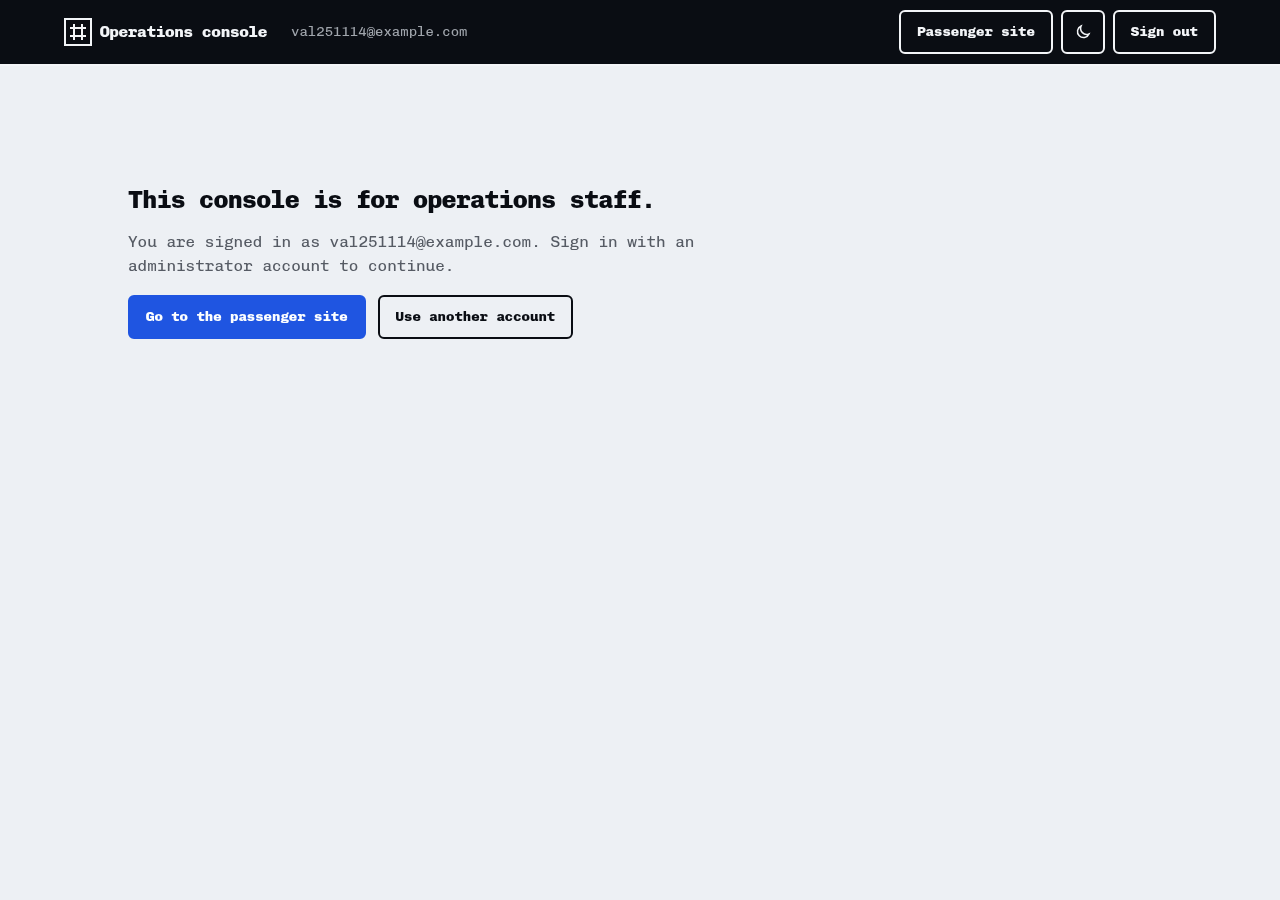 Operations console
val251114@example.com
Passenger site
Sign out
This console is for operations staff.
You are signed in as val251114@example.com. Sign in with an
administrator account to continue.
Go to the passenger site
Use another account